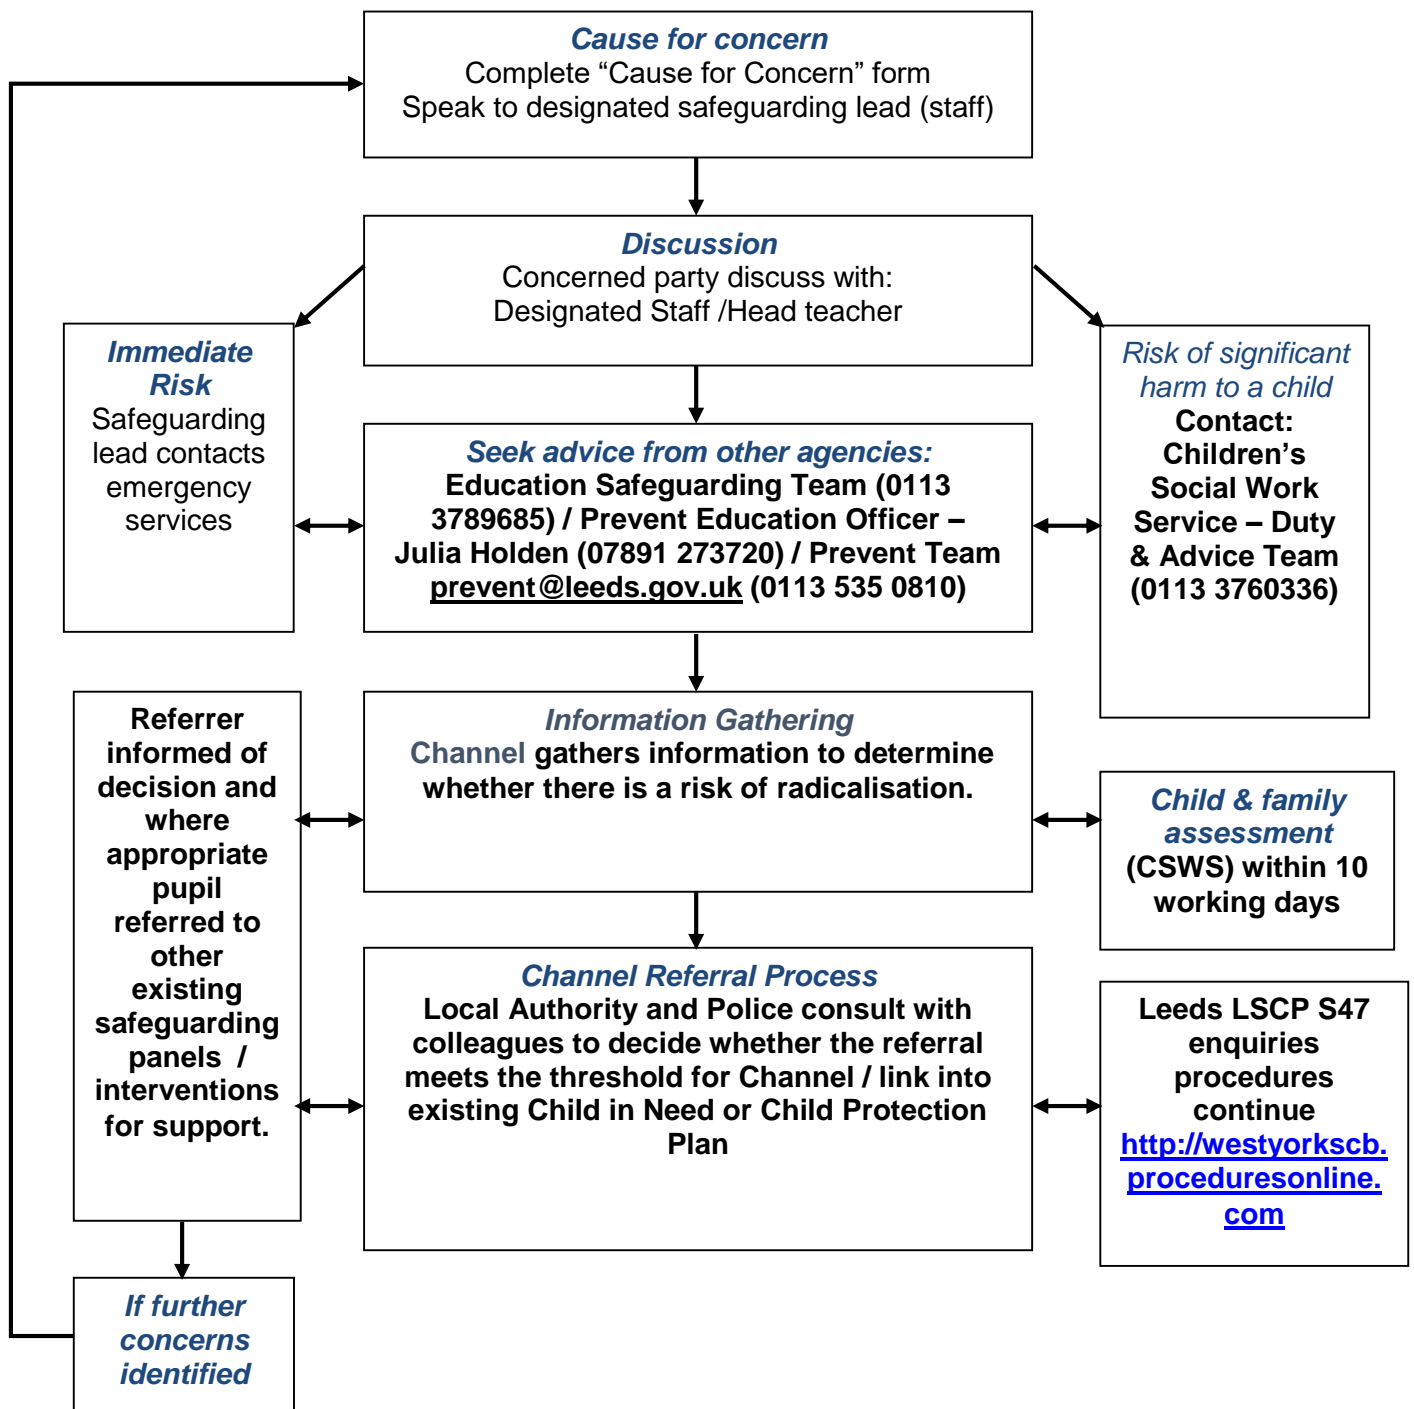 Cause for concern
Complete “Cause for Concern” form
Speak to designated safeguarding lead (staff)
Discussion
Concerned party discuss with:
Designated Staff /Head teacher
Immediate
Risk
Safeguarding
lead contacts
emergency
services
Seek advice from other agencies:
Education Safeguarding Team (0113
3789685) / Prevent Education Officer –
Julia Holden (07891 273720) / Prevent Team
prevent@leeds.gov.uk (0113 535 0810)
Risk of significant
harm to a child
Contact:
Children’s
Social Work
Service – Duty
& Advice Team
(0113 3760336)
Referrer
informed of
decision and
where
appropriate
pupil
referred to
other
existing
safeguarding
panels /
interventions
for support.
Information Gathering
Channel gathers information to determine
whether there is a risk of radicalisation.
Child & family
assessment
(CSWS) within 10
working days
Channel Referral Process
Local Authority and Police consult with
colleagues to decide whether the referral
meets the threshold for Channel / link into
existing Child in Need or Child Protection
Plan
Leeds LSCP S47
enquiries
procedures
continue
http://westyorkscb.
proceduresonline.
com
If further
concerns
identified